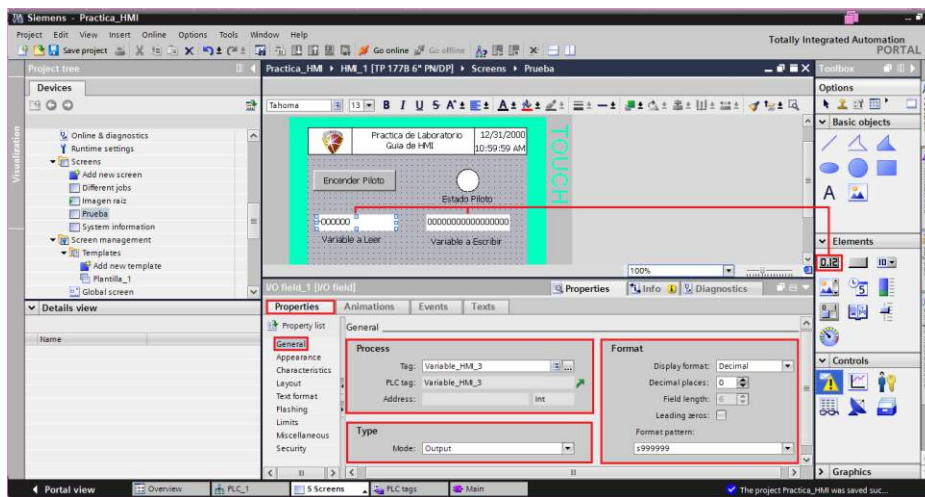 Siemens - Practica_HMI
Project Edit View Insert Online Options Tools Window Help
Totally Integrated Automation
PORTAL
Save project
Go online
Go offline
Project tree
Practica_HMI ▸ HMI_1 [TP 177B 6" PN/DP] ▸ Screens ▸ Prueba
Toolbox
Devices
Options
Tahoma
13
B I U S
Visualization
Online & diagnostics
Runtime settings
Screens
Add new screen
Different jobs
Imagen raiz
Prueba
System information
Screen management
Templates
Add new template
Plantilla_1
Global screen
Practica de Laboratorio
Guia de HMI
12/31/2000
10:59:59 AM
TOUCH
Encender Piloto
Estado Piloto
+000000
0000000000000000
Variable a Leer
Variable a Escribir
100%
Basic objects
A
Elements
0.12
10
5
Controls
Graphics
Details view
Name
I/O field_1 [I/O field]
Properties
Info
Diagnostics
Properties
Animations
Events
Texts
Property list
General
Appearance
Characteristics
Layout
Text format
Flashing
Limits
Miscellaneous
Security
General
Process
Tag: Variable_HMI_3
PLC tag: Variable_HMI_3
Address: Int
Type
Mode: Output
Format
Display format: Decimal
Decimal places: 0
Field length: 6
Leading zeros:
Format pattern:
s999999
Portal view
Overview
PLC_1
5 Screens
PLC tags
Main
The project Practica_HMI was saved suc...